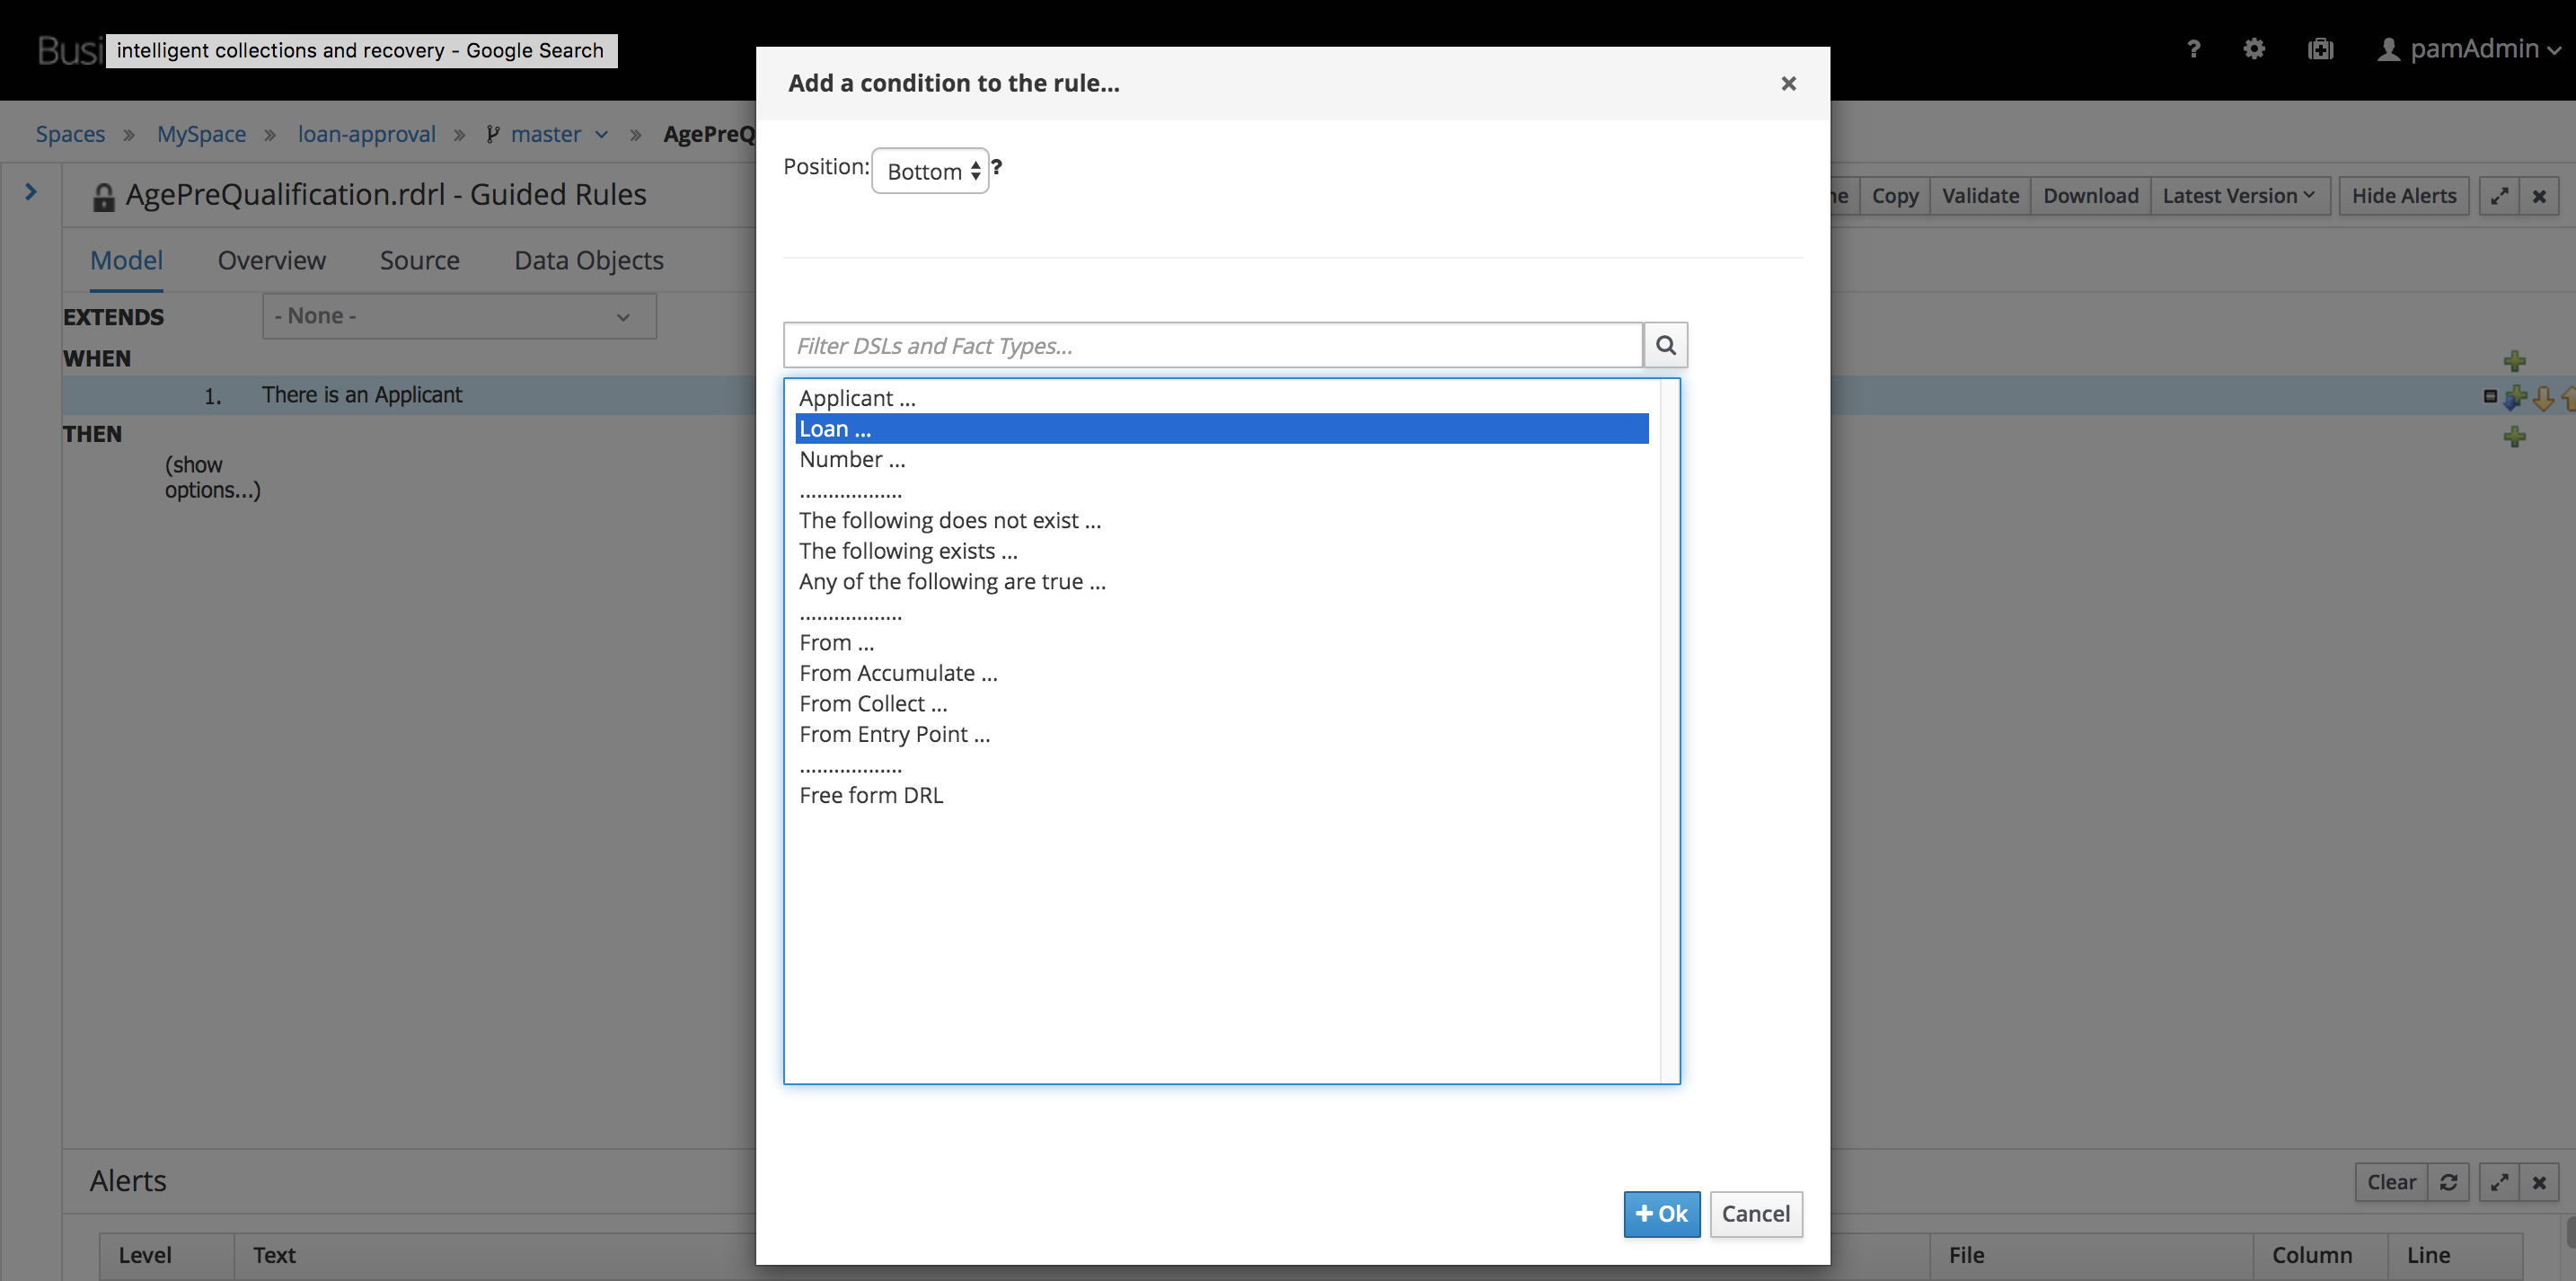 Busi
intelligent collections and recovery - Google Search
? pamAdmin
Add a condition to the rule...
Spaces » MySpace » loan-approval » master » AgePreQ
Position: Bottom ?
AgePreQualification.rdrl - Guided Rules
Copy Validate Download Latest Version Hide Alerts
Model Overview Source Data Objects
EXTENDS - None -
Filter DSLs and Fact Types...
WHEN
1. There is an Applicant
THEN
(show
options...)
Applicant ...
Loan ...
Number ...
..................
The following does not exist ...
The following exists ...
Any of the following are true ...
..................
From ...
From Accumulate ...
From Collect ...
From Entry Point ...
..................
Free form DRL
Alerts
Clear
+ Ok Cancel
Level Text File Column Line